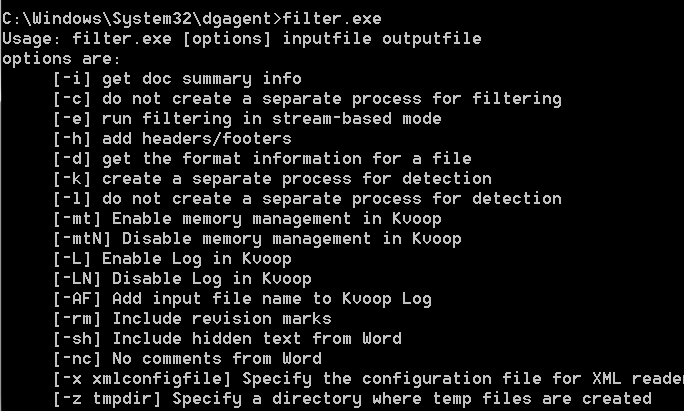 C:\Windows\System32\dgagent>filter.exe
Usage: filter.exe [options] inputfile outputfile
options are:
[-i] get doc summary info
[-c] do not create a separate process for filtering
[-e] run filtering in stream-based mode
[-h] add headers/footers
[-d] get the format information for a file
[-k] create a separate process for detection
[-l] do not create a separate process for detection
[-mt] Enable memory management in Kvoop
[-mtN] Disable memory management in Kvoop
[-L] Enable Log in Kvoop
[-LN] Disable Log in Kvoop
[-AF] Add input file name to Kvoop Log
[-rm] Include revision marks
[-sh] Include hidden text from Word
[-nc] No comments from Word
[-x xmlconfigfile] Specify the configuration file for XML reade
[-z tmpdir] Specify a directory where temp files are created